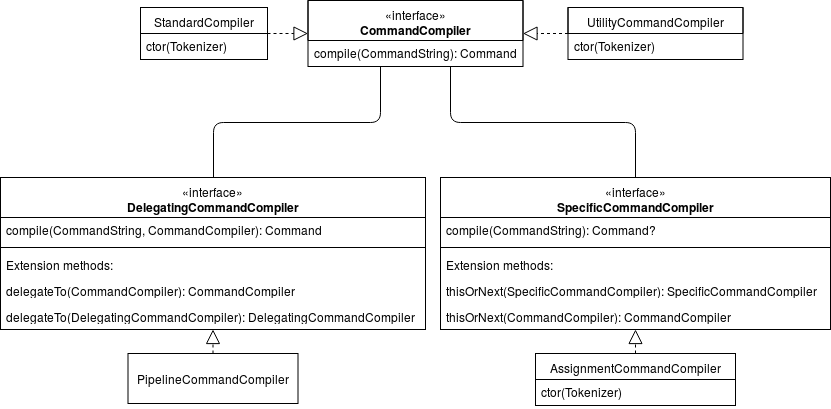 StandardCompiler
ctor(Tokenizer)
«interface»
CommandCompiler
compile(CommandString): Command
UtilityCommandCompiler
ctor(Tokenizer)
«interface»
DelegatingCommandCompiler
compile(CommandString, CommandCompiler): Command
Extension methods:
delegateTo(CommandCompiler): CommandCompiler
delegateTo(DelegatingCommandCompiler): DelegatingCommandCompiler
«interface»
SpecificCommandCompiler
compile(CommandString): Command?
Extension methods:
thisOrNext(SpecificCommandCompiler): SpecificCommandCompiler
thisOrNext(CommandCompiler): CommandCompiler
PipelineCommandCompiler
AssignmentCommandCompiler
ctor(Tokenizer)